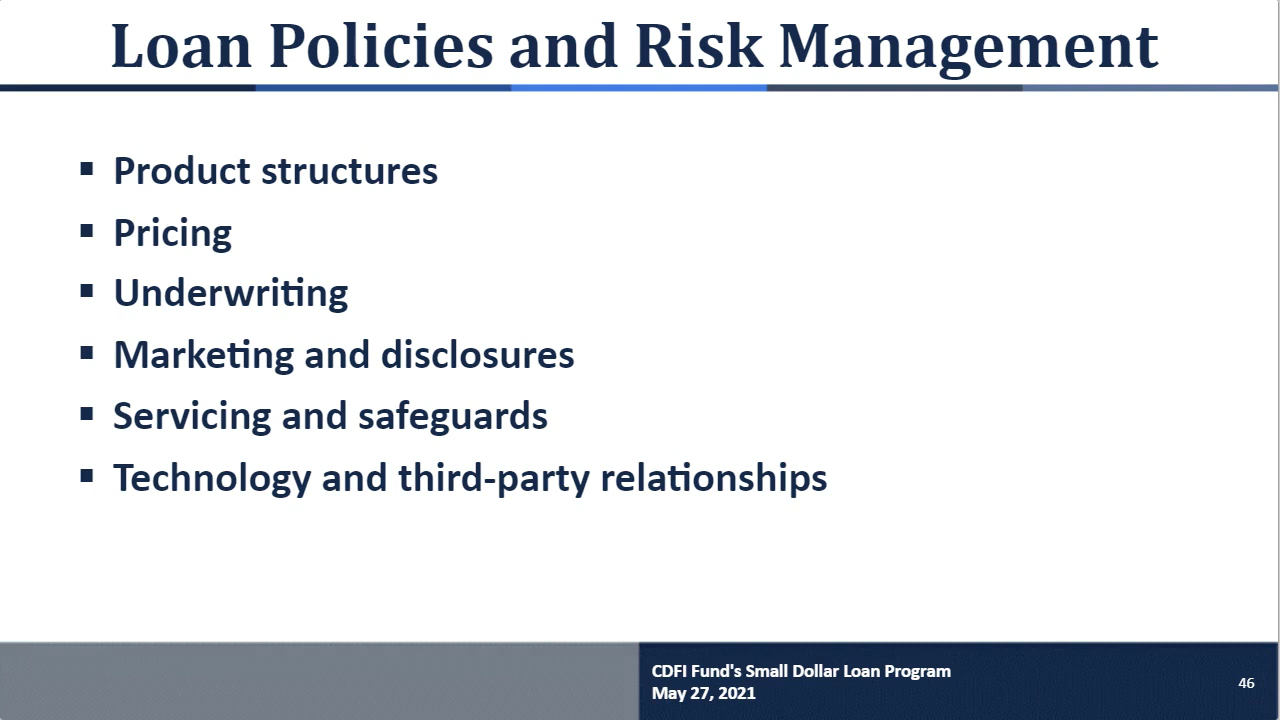 Loan Policies and Risk Management
▪ Product structures
▪ Pricing
▪ Underwriting
▪ Marketing and disclosures
▪ Servicing and safeguards
▪ Technology and third-party relationships
CDFI Fund's Small Dollar Loan Program
May 27, 2021
46